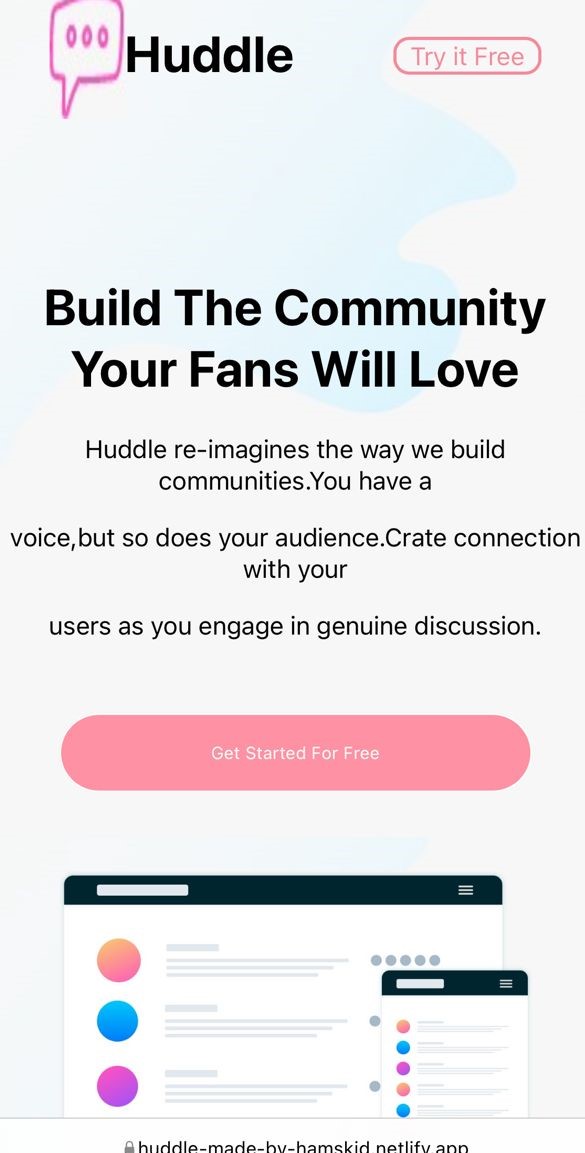 Huddle
Try it Free
Build The Community
Your Fans Will Love
Huddle re-imagines the way we build
communities.You have a
voice,but so does your audience.Crate connection
with your
users as you engage in genuine discussion.
Get Started For Free
huddle-made-by-hamskid.netlify.app